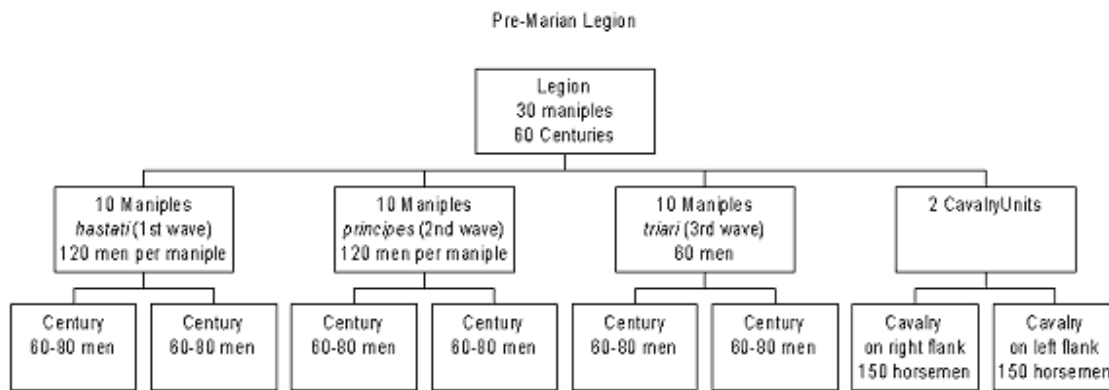 Pre-Marian Legion
Legion
30 maniples
60 Centuries
10 Maniples
hastati (1st wave)
120 men per maniple
10 Maniples
principes (2nd wave)
120 men per maniple
10 Maniples
triari (3rd wave)
60 men
2 CavalryUnits
Century
60-80 men
Century
60-80 men
Century
60-80 men
Century
60-80 men
Century
60-80 men
Century
60-80 men
Cavalry
on right flank
150 horsemen
Cavalry
on left flank
150 horsemen